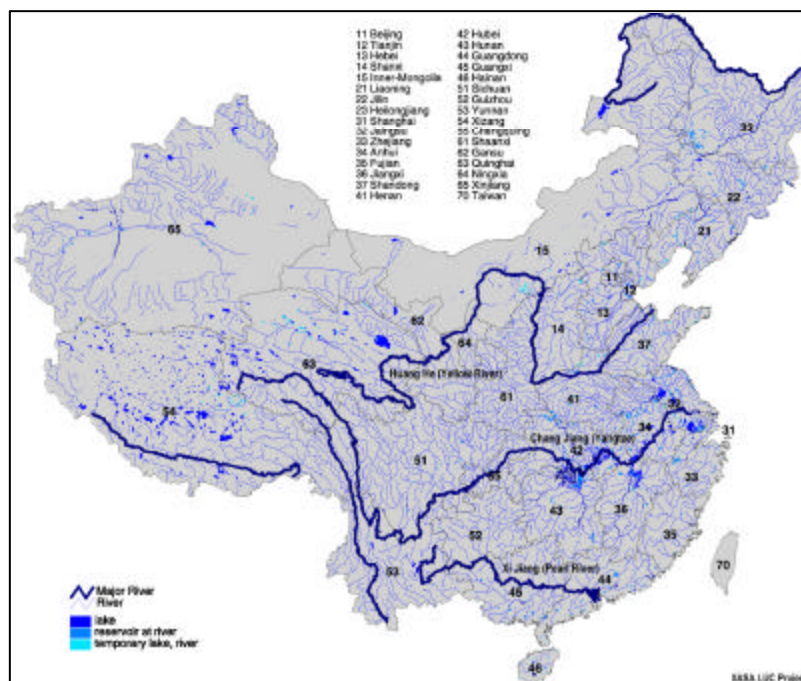 11 Beijing
12 Tianjin
13 Hebei
14 Shanxi
15 Inner-Mongolia
21 Liaoning
22 Jilin
23 Heilongjiang
31 Shanghai
32 Jiangsu
33 Zhejiang
34 Anhui
35 Fujian
36 Jiangxi
37 Shandong
41 Henan
42 Hubei
43 Hunan
44 Guangdong
45 Guangxi
46 Hainan
51 Sichuan
52 Guizhou
53 Yunnan
54 Xizang
55 Chongqing
61 Shaanxi
62 Gansu
63 Quinghai
64 Ningxia
65 Xinjiang
70 Taiwan
23
22
21
65
15
11
12
62
13
64
14
37
63
Huang He (Yellow River)
61
41
54
32
34
31
Chang Jiang (Yangtze)
42
51
55
33
43
36
52
35
Xi Jiang (Pearl River)
70
53
44
45
46
Major River
River
lake
reservoir at river
temporary lake, river
IIASA LUC Project